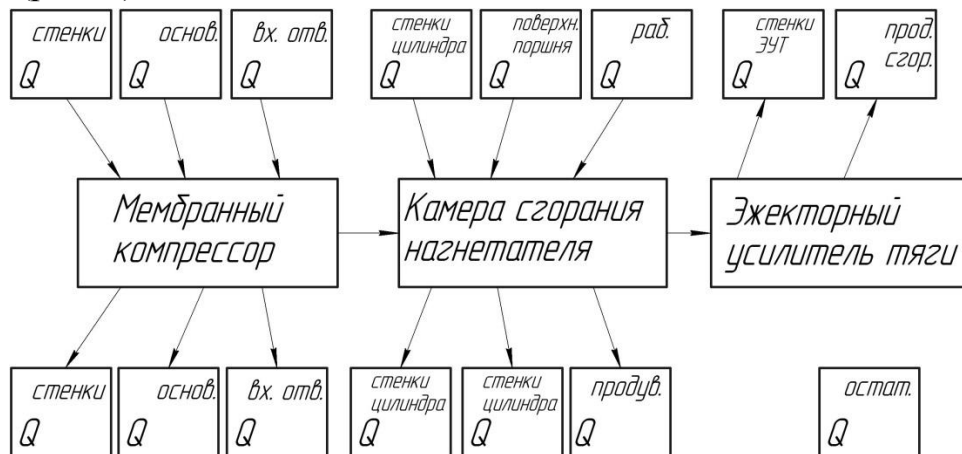 стенки
Q
основ.
Q
вх. отв.
Q
стенки
цилиндра
Q
поверхн.
поршня
Q
раб.
Q
стенки
ЭУТ
Q
прод.
сгор.
Q
Мембранный
компрессор
Камера сгорания
нагнетателя
Эжекторный
усилитель тяги
стенки
Q
основ.
Q
вх. отв.
Q
стенки
цилиндра
Q
стенки
цилиндра
Q
продув.
Q
остат.
Q